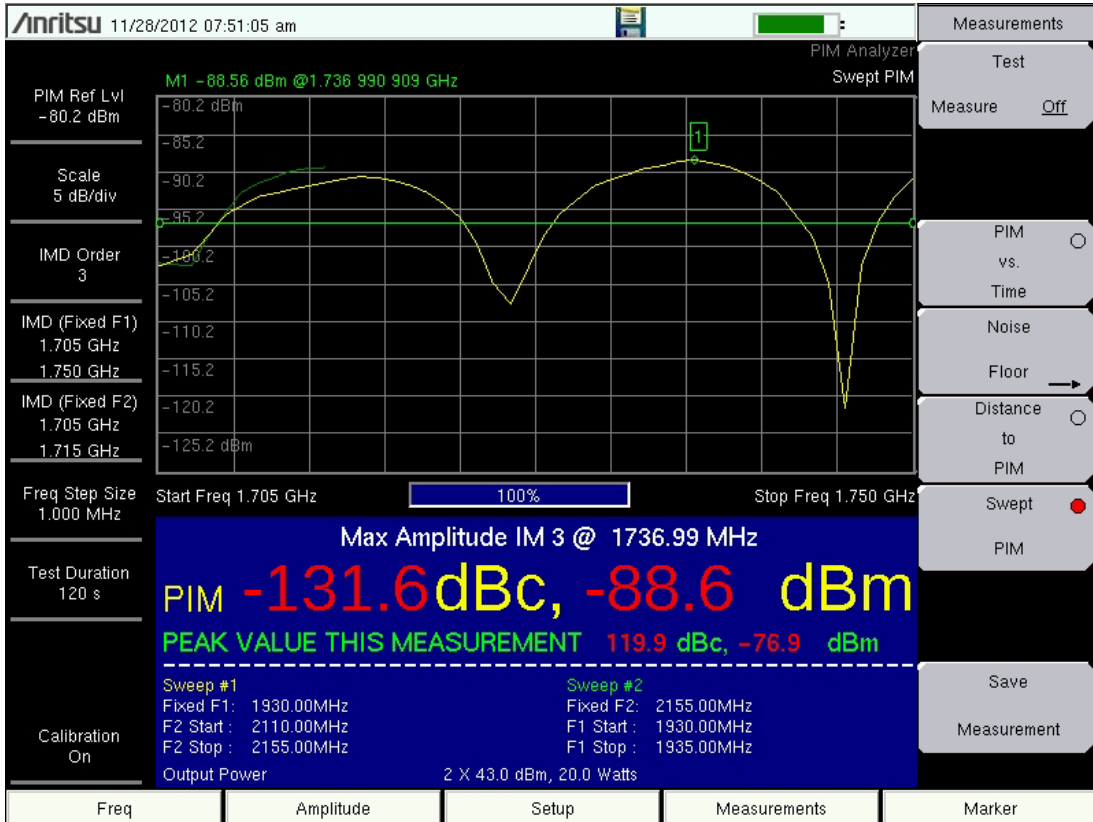 Anritsu 11/28/2012 07:51:05 am
PIM Analyzer
Swept PIM
M1 -88.56 dBm @1.736 990 909 GHz
PIM Ref Lvl
-80.2 dBm
Scale
5 dB/div
IMD Order
3
IMD (Fixed F1)
1.705 GHz
1.750 GHz
IMD (Fixed F2)
1.705 GHz
1.715 GHz
Freq Step Size
1.000 MHz
Test Duration
120 s
Calibration
On
-80.2 dBm
-85.2
-90.2
-95.2
-100.2
-105.2
-110.2
-115.2
-120.2
-125.2 dBm
1
Start Freq 1.705 GHz
100%
Stop Freq 1.750 GHz
Max Amplitude IM 3 @ 1736.99 MHz
PIM -131.6 dBc, -88.6 dBm
PEAK VALUE THIS MEASUREMENT 119.9 dBc, -76.9 dBm
Sweep #1
Fixed F1: 1930.00MHz
F2 Start : 2110.00MHz
F2 Stop : 2155.00MHz
Sweep #2
Fixed F2: 2155.00MHz
F1 Start : 1930.00MHz
F1 Stop : 1935.00MHz
Output Power 2 X 43.0 dBm, 20.0 Watts
Measurements
Test
Measure Off
PIM
vs.
Time
Noise
Floor
Distance
to
PIM
Swept
PIM
Save
Measurement
Freq
Amplitude
Setup
Measurements
Marker